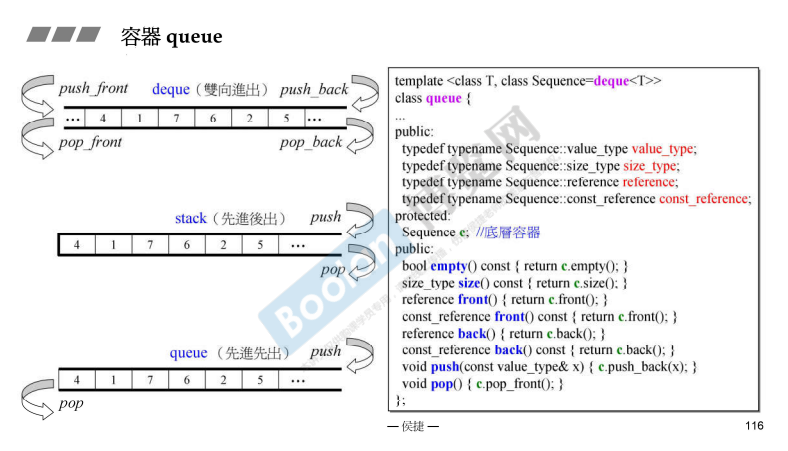 容器 queue
push_front deque（雙向進出） push_back
... 4 1 7 6 2 5 ...
pop_front pop_back
stack（先進後出） push
4 1 7 6 2 5 ...
pop
queue （先進先出） push
4 1 7 6 2 5 ...
pop
template <class T, class Sequence=deque<T>>
class queue {
...
public:
typedef typename Sequence::value_type value_type;
typedef typename Sequence::size_type size_type;
typedef typename Sequence::reference reference;
typedef typename Sequence::const_reference const_reference;
protected:
Sequence c; //底層容器
public:
bool empty() const { return c.empty(); }
size_type size() const { return c.size(); }
reference front() { return c.front(); }
const_reference front() const { return c.front(); }
reference back() { return c.back(); }
const_reference back() const { return c.back(); }
void push(const value_type& x) { c.push_back(x); }
void pop() { c.pop_front(); }
};
Boolan 博览网
— 侯捷 —
116